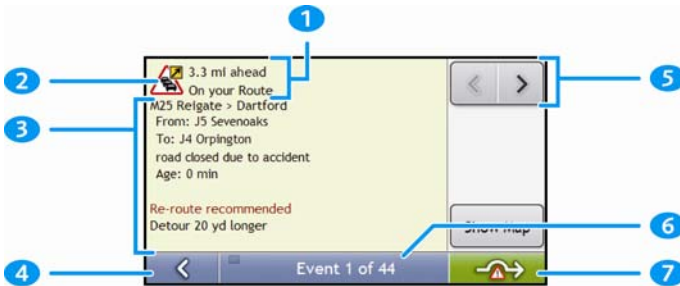 1
2
3
4
5
6
7
3.3 mi ahead
On your Route
M25 Reigate > Dartford
From: J5 Sevenoaks
To: J4 Orpington
road closed due to accident
Age: 0 min
Re-route recommended
Detour 20 yd longer
Show Map
Event 1 of 44